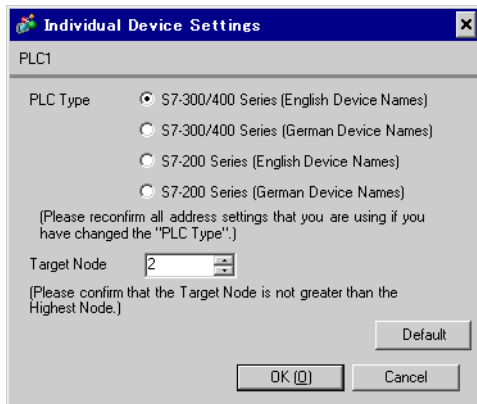 Individual Device Settings
PLC1
PLC Type
S7-300/400 Series (English Device Names)
S7-300/400 Series (German Device Names)
S7-200 Series (English Device Names)
S7-200 Series (German Device Names)
(Please reconfirm all address settings that you are using if you
have changed the "PLC Type".)
Target Node 2
(Please confirm that the Target Node is not greater than the
Highest Node.)
Default
OK (O) Cancel